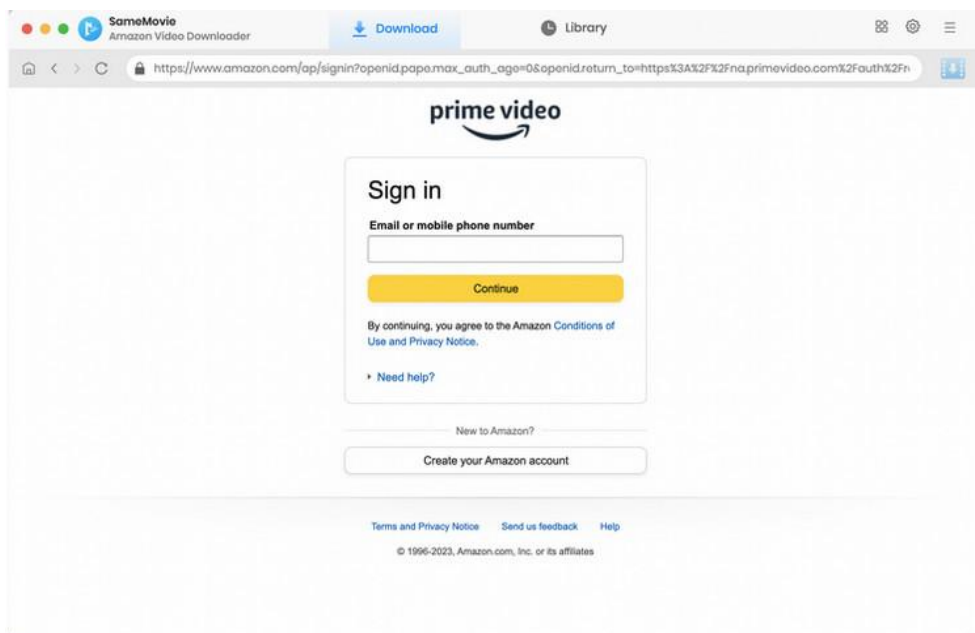 SameMovie
Amazon Video Downloader
Download
Library
https://www.amazon.com/ap/signin?openid.pape.max_auth_age=0&openid.return_to=https%3A%2F%2Fna.primevideo.com%2Fauth%2Fr
prime video
Sign in
Email or mobile phone number
Continue
By continuing, you agree to the Amazon Conditions of
Use and Privacy Notice.
Need help?
New to Amazon?
Create your Amazon account
Terms and Privacy Notice Send us feedback Help
© 1996-2023, Amazon.com, Inc. or its affiliates